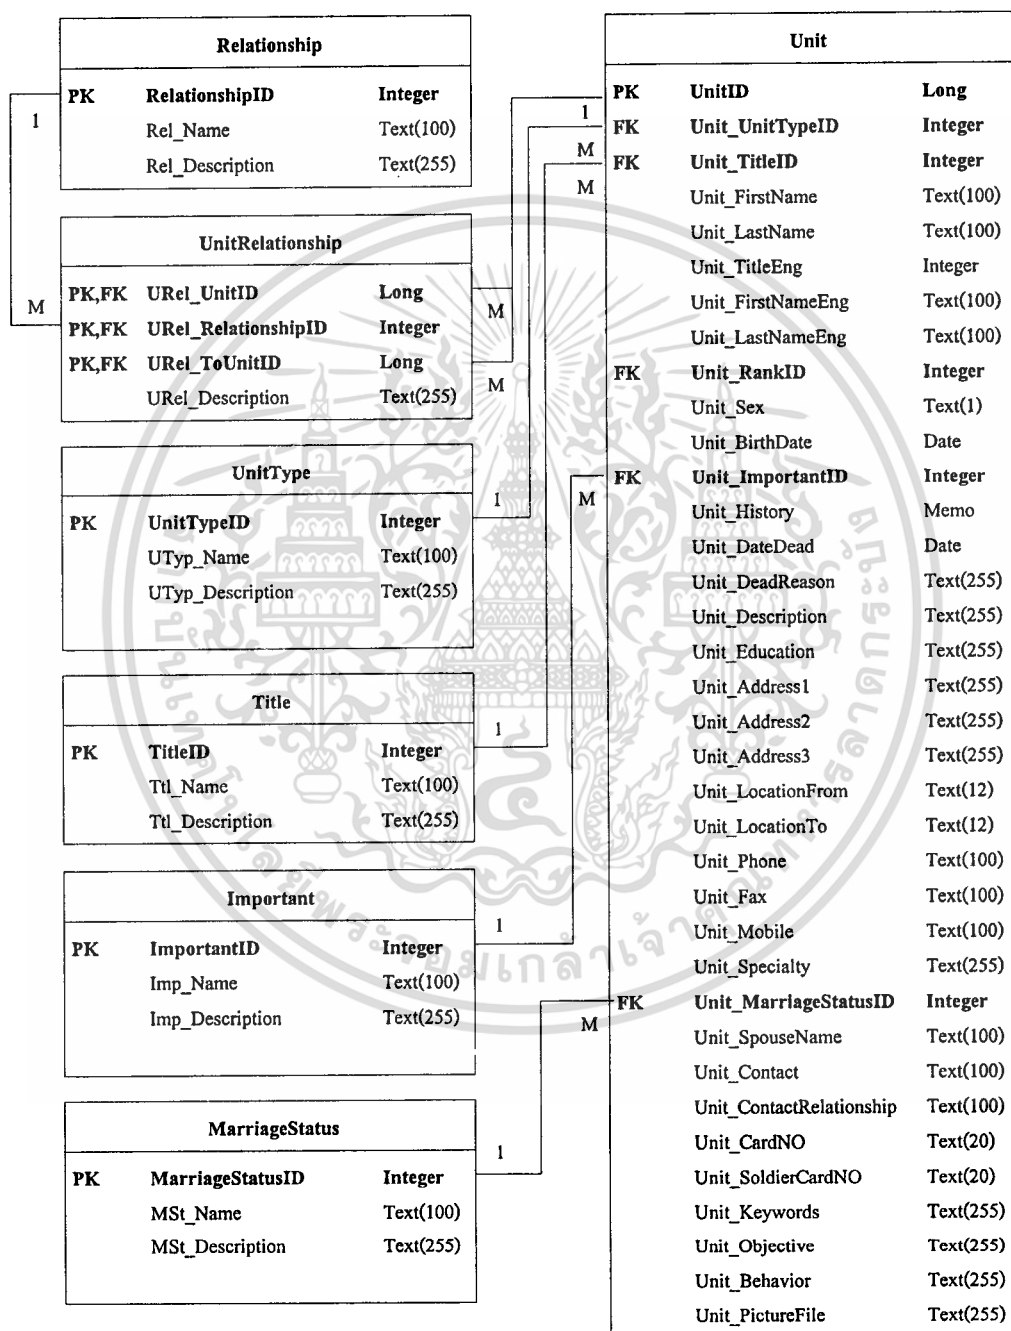 Relationship
PK RelationshipID Integer
Rel_Name Text(100)
Rel_Description Text(255)
1
M
UnitRelationship
PK,FK URel_UnitID Long
PK,FK URel_RelationshipID Integer
PK,FK URel_ToUnitID Long
URel_Description Text(255)
M
M
UnitType
PK UnitTypeID Integer
UTyp_Name Text(100)
UTyp_Description Text(255)
1
Title
PK TitleID Integer
Ttl_Name Text(100)
Ttl_Description Text(255)
1
Important
PK ImportantID Integer
Imp_Name Text(100)
Imp_Description Text(255)
1
MarriageStatus
PK MarriageStatusID Integer
MSt_Name Text(100)
MSt_Description Text(255)
1
Unit
PK UnitID Long
1
FK Unit_UnitTypeID Integer
M
FK Unit_TitleID Integer
M
Unit_FirstName Text(100)
Unit_LastName Text(100)
Unit_TitleEng Integer
Unit_FirstNameEng Text(100)
Unit_LastNameEng Text(100)
FK Unit_RankID Integer
Unit_Sex Text(1)
Unit_BirthDate Date
FK Unit_ImportantID Integer
M
Unit_History Memo
Unit_DateDead Date
Unit_DeadReason Text(255)
Unit_Description Text(255)
Unit_Education Text(255)
Unit_Address1 Text(255)
Unit_Address2 Text(255)
Unit_Address3 Text(255)
Unit_LocationFrom Text(12)
Unit_LocationTo Text(12)
Unit_Phone Text(100)
Unit_Fax Text(100)
Unit_Mobile Text(100)
Unit_Specialty Text(255)
FK Unit_MarriageStatusID Integer
M
Unit_SpouseName Text(100)
Unit_Contact Text(100)
Unit_ContactRelationship Text(100)
Unit_CardNO Text(20)
Unit_SoldierCardNO Text(20)
Unit_Keywords Text(255)
Unit_Objective Text(255)
Unit_Behavior Text(255)
Unit_PictureFile Text(255)